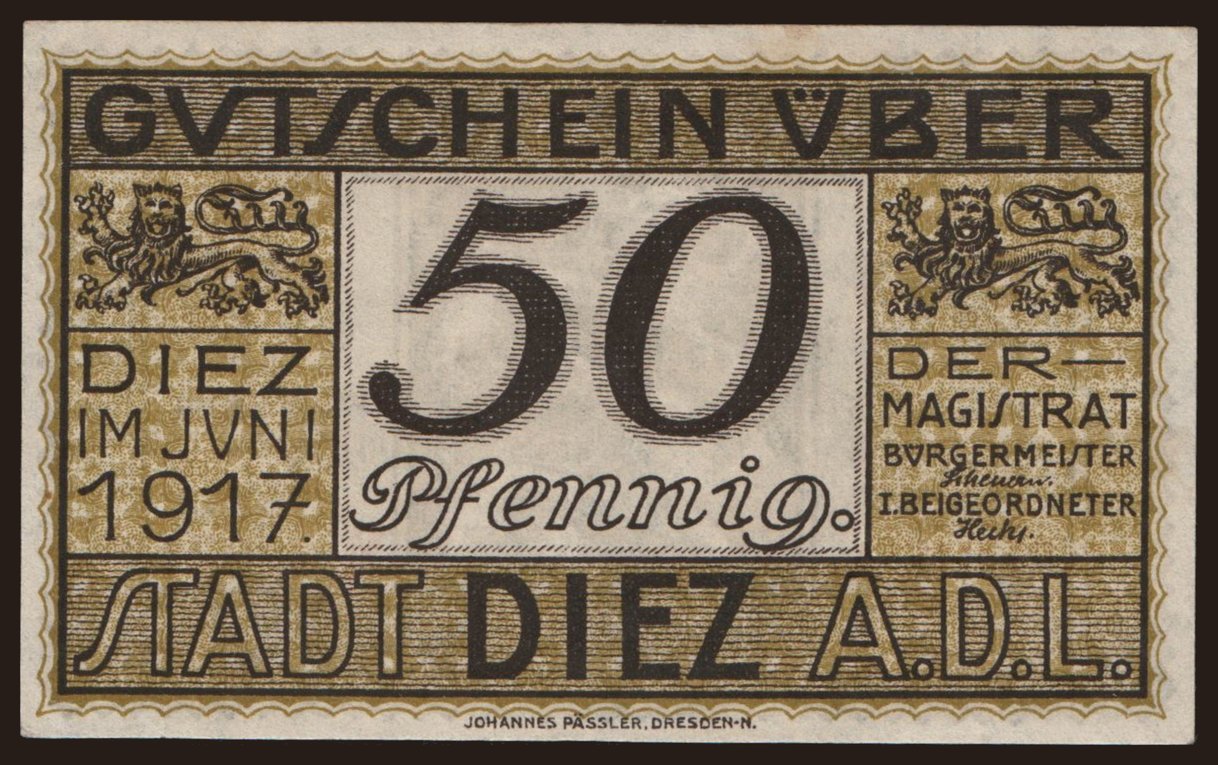 GVTSCHEIN ÜBER
50
Pfennig.
DIEZ
IM JVNI
1917.
DER—
MAGISTRAT
BÜRGERMEISTER
I. BEIGEORDNETER
STADT DIEZ A.D.L.
JOHANNES PÄSSLER, DRESDEN-N.